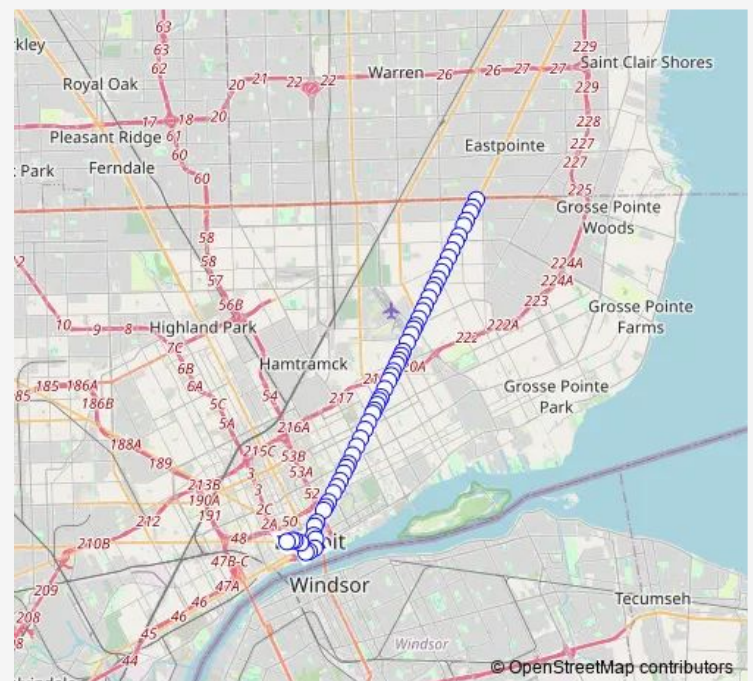 63
63
62
229
Saint Clair Shores
rkley
Royal Oak
20
21
22
22
Warren
26
26
27
27
229
17
18
20
228
Pleasant Ridge
61
60
Eastpointe
227
227
: Park
Ferndale
60
225
Grosse Pointe
Woods
58
58
57
224A
224A
56B
223
Grosse Pointe
Farms
10
9
8
Highland Park
222
222A
7C
6B
Hamtramck
20A
185
186A
6A
54
217
Grosse Pointe
Park
186B
5C
5A
216A
188A
215C
53B
189
3
53A
213B
190A
3
52
191
2C
212
2A
50
48
it
210B
47B-C
Windsor
47A
209
46
46
Tecumseh
208
45
Windsor
44
© OpenStreetMap contributors